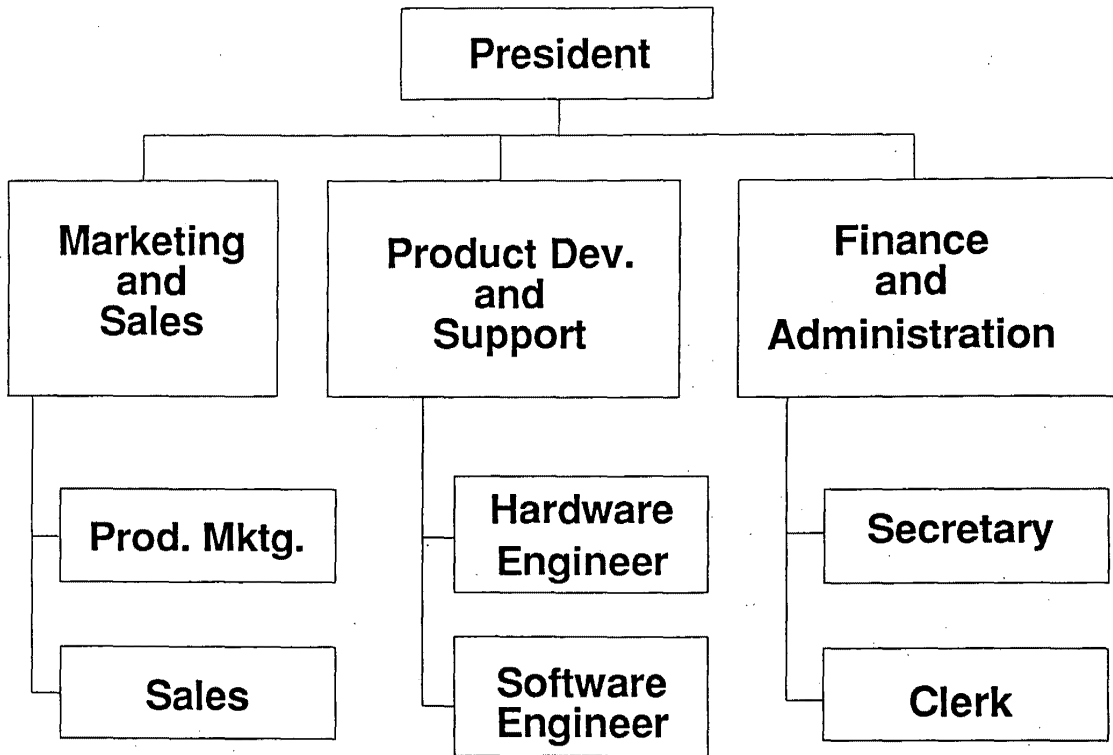 President
Marketing
and
Sales
Product Dev.
and
Support
Finance
and
Administration
Prod. Mktg.
Hardware
Engineer
Secretary
Sales
Software
Engineer
Clerk